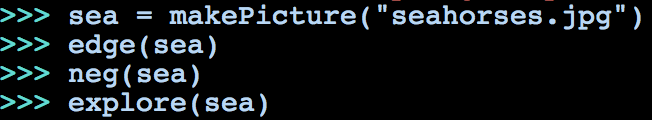 >>> sea = makePicture("seahorses.jpg")
>>> edge(sea)
>>> neg(sea)
>>> explore(sea)